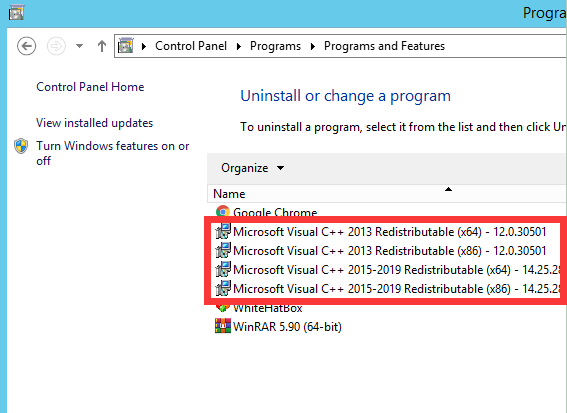 Progra
Control Panel Programs Programs and Features
Control Panel Home
Uninstall or change a program
View installed updates
To uninstall a program, select it from the list and then click Un
Turn Windows features on or
off
Organize
Name
Google Chrome
Microsoft Visual C++ 2013 Redistributable (x64) - 12.0.30501
Microsoft Visual C++ 2013 Redistributable (x86) - 12.0.30501
Microsoft Visual C++ 2015-2019 Redistributable (x64) - 14.25.28
Microsoft Visual C++ 2015-2019 Redistributable (x86) - 14.25.28
WhiteHatBox
WinRAR 5.90 (64-bit)